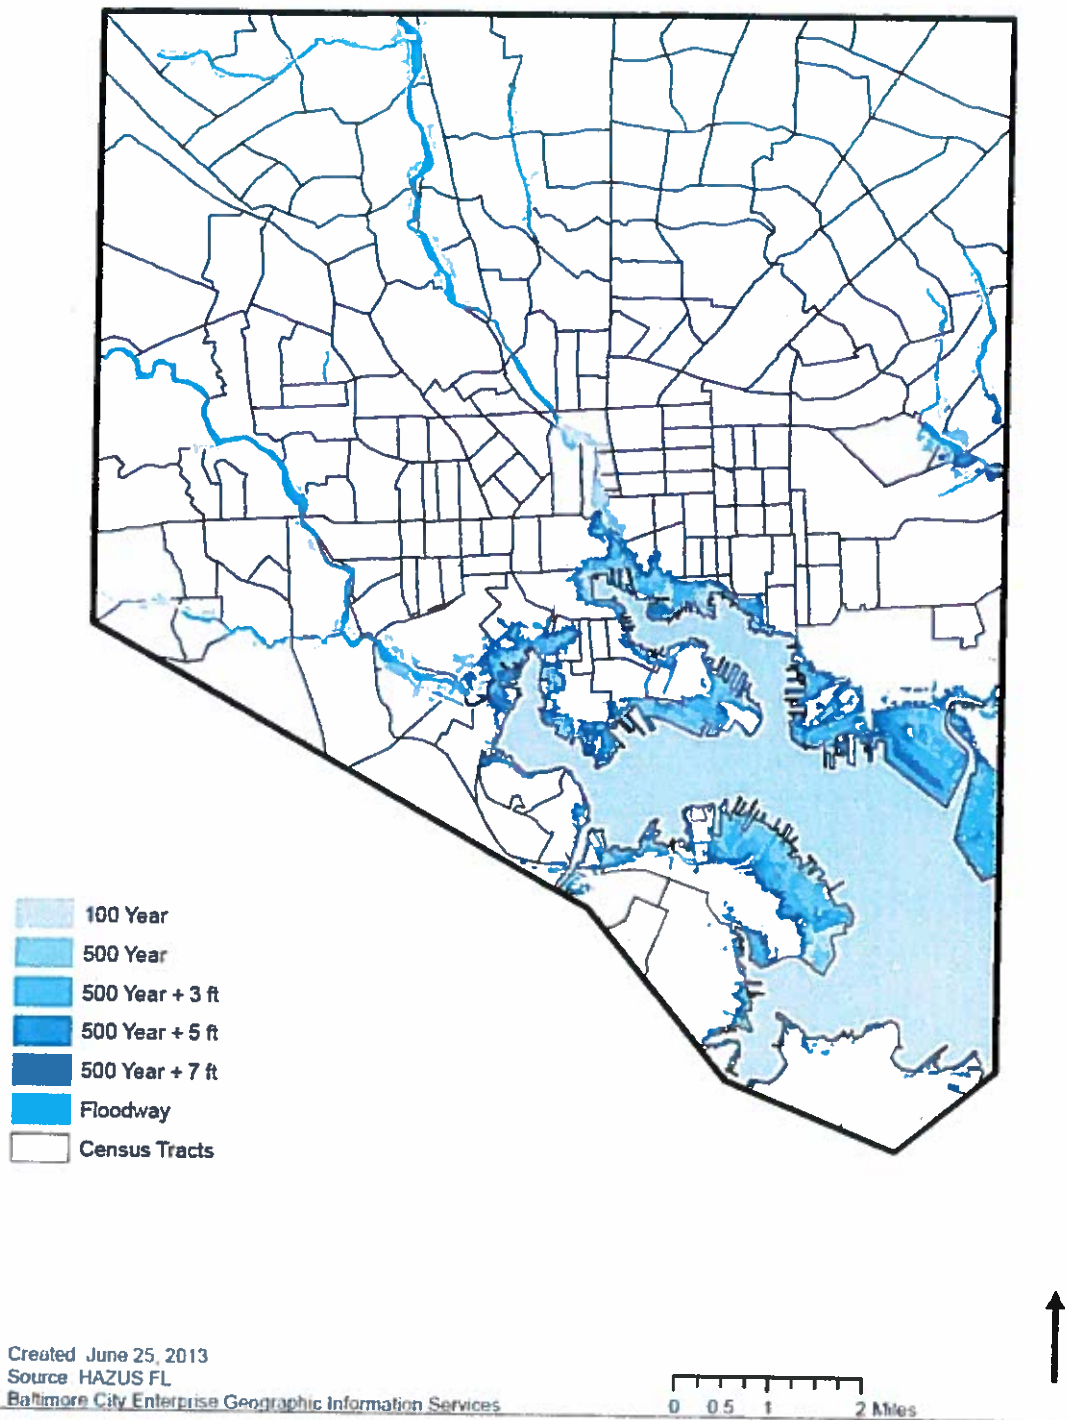 100 Year
500 Year
500 Year + 3 ft
500 Year + 5 ft
500 Year + 7 ft
Floodway
Census Tracts
Created June 25, 2013
Source HAZUS FL
Baltimore City Enterprise Geographic Information Services
0 0.5 1 2 Miles